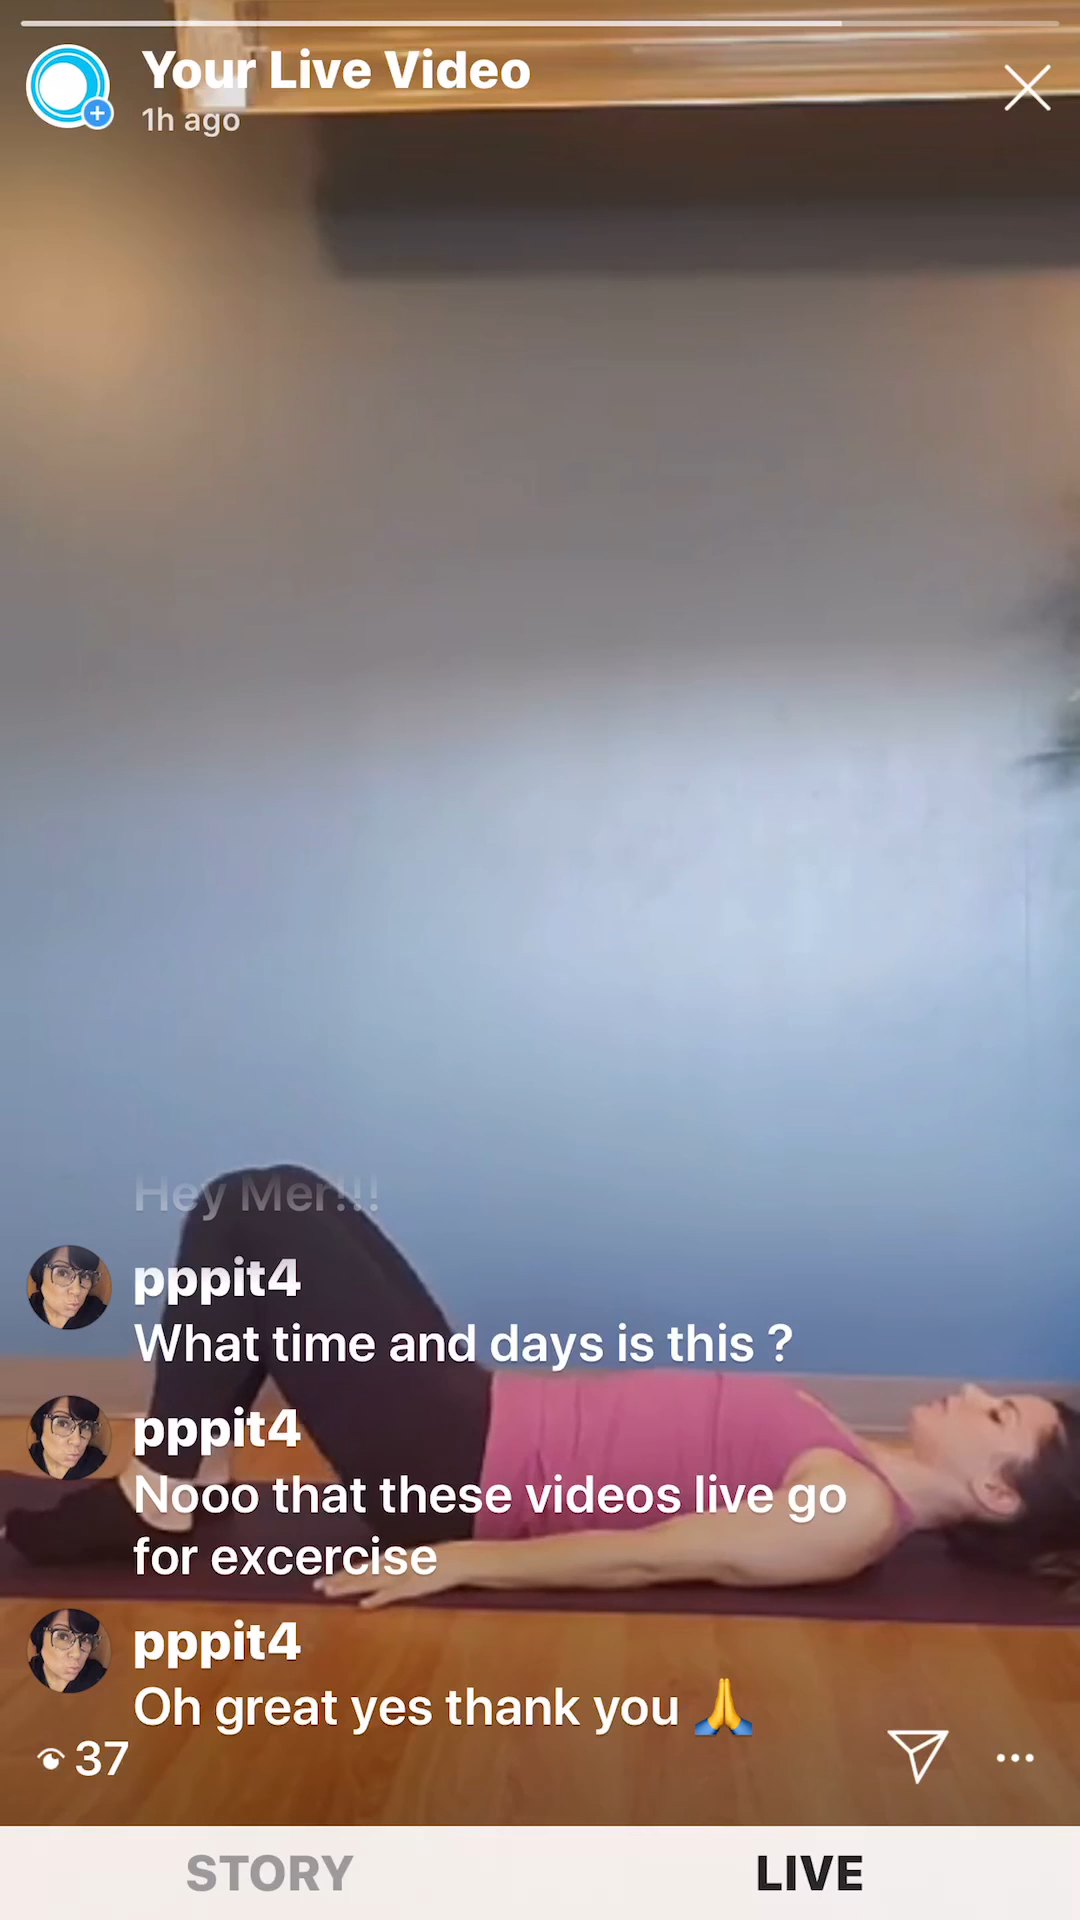 Your Live Video
1h ago
Hey Mer!!!
pppit4
What time and days is this ?
pppit4
Nooo that these videos live go
for excercise
pppit4
Oh great yes thank you 🙏
37
STORY
LIVE